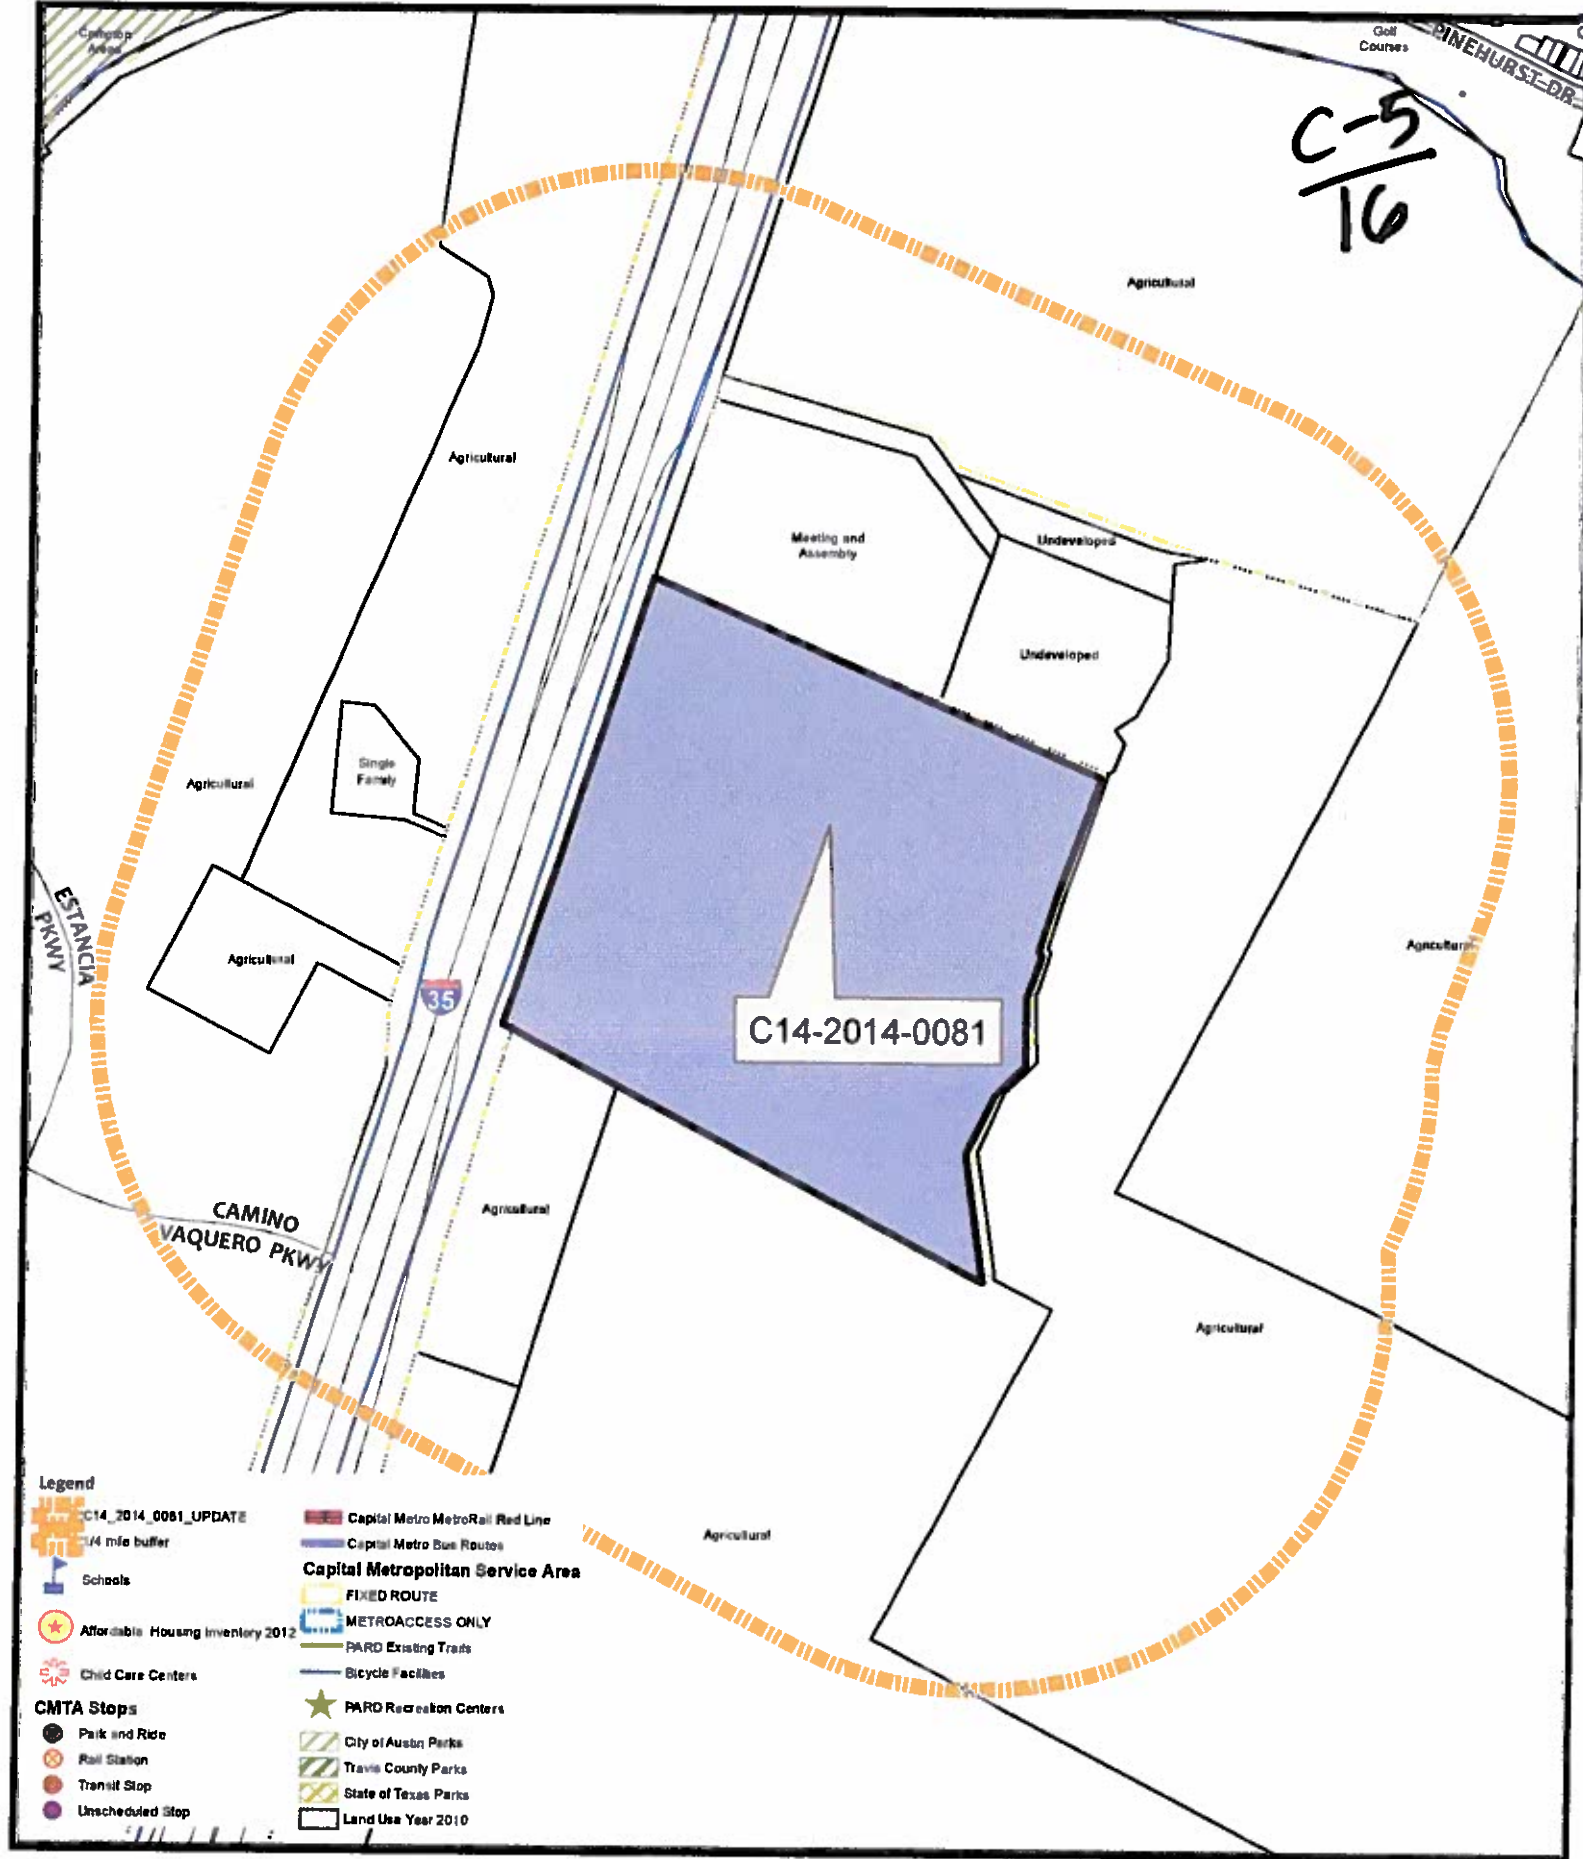 Golf
Courses
PINEHURST DR
C-5
16
Agricultural
Agricultural
Meeting and
Assembly
Undeveloped
Undeveloped
Single
Family
Agricultural
ESTANCIA
PKWY
Agricultural
35
Agricultural
C14-2014-0081
Agricultural
CAMINO
VAQUERO PKWY
Agricultural
Agricultural
Legend
C14_2014_0081_UPDATE
1/4 mile buffer
Schools
Affordable Housing Inventory 2012
Child Care Centers
CMTA Stops
Park and Ride
Rail Station
Transit Stop
Unscheduled Stop
Capital Metro MetroRail Red Line
Capital Metro Bus Routes
Capital Metropolitan Service Area
FIXED ROUTE
METROACCESS ONLY
PARD Existing Trails
Bicycle Facilities
PARD Recreation Centers
City of Austin Parks
Travis County Parks
State of Texas Parks
Land Use Year 2010